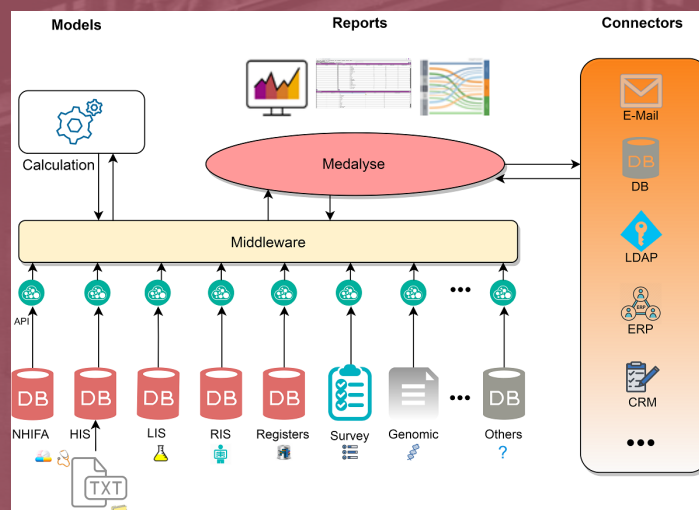 Models
Reports
Connectors
E-Mail
Calculation
Medalyse
DB
DB
LDAP
Middleware
API
ERP
ERP
DB
DB
DB
DB
DB
DB
CRM
NHIFA
HIS
LIS
RIS
Registers
Survey
Genomic
Others
?
TXT